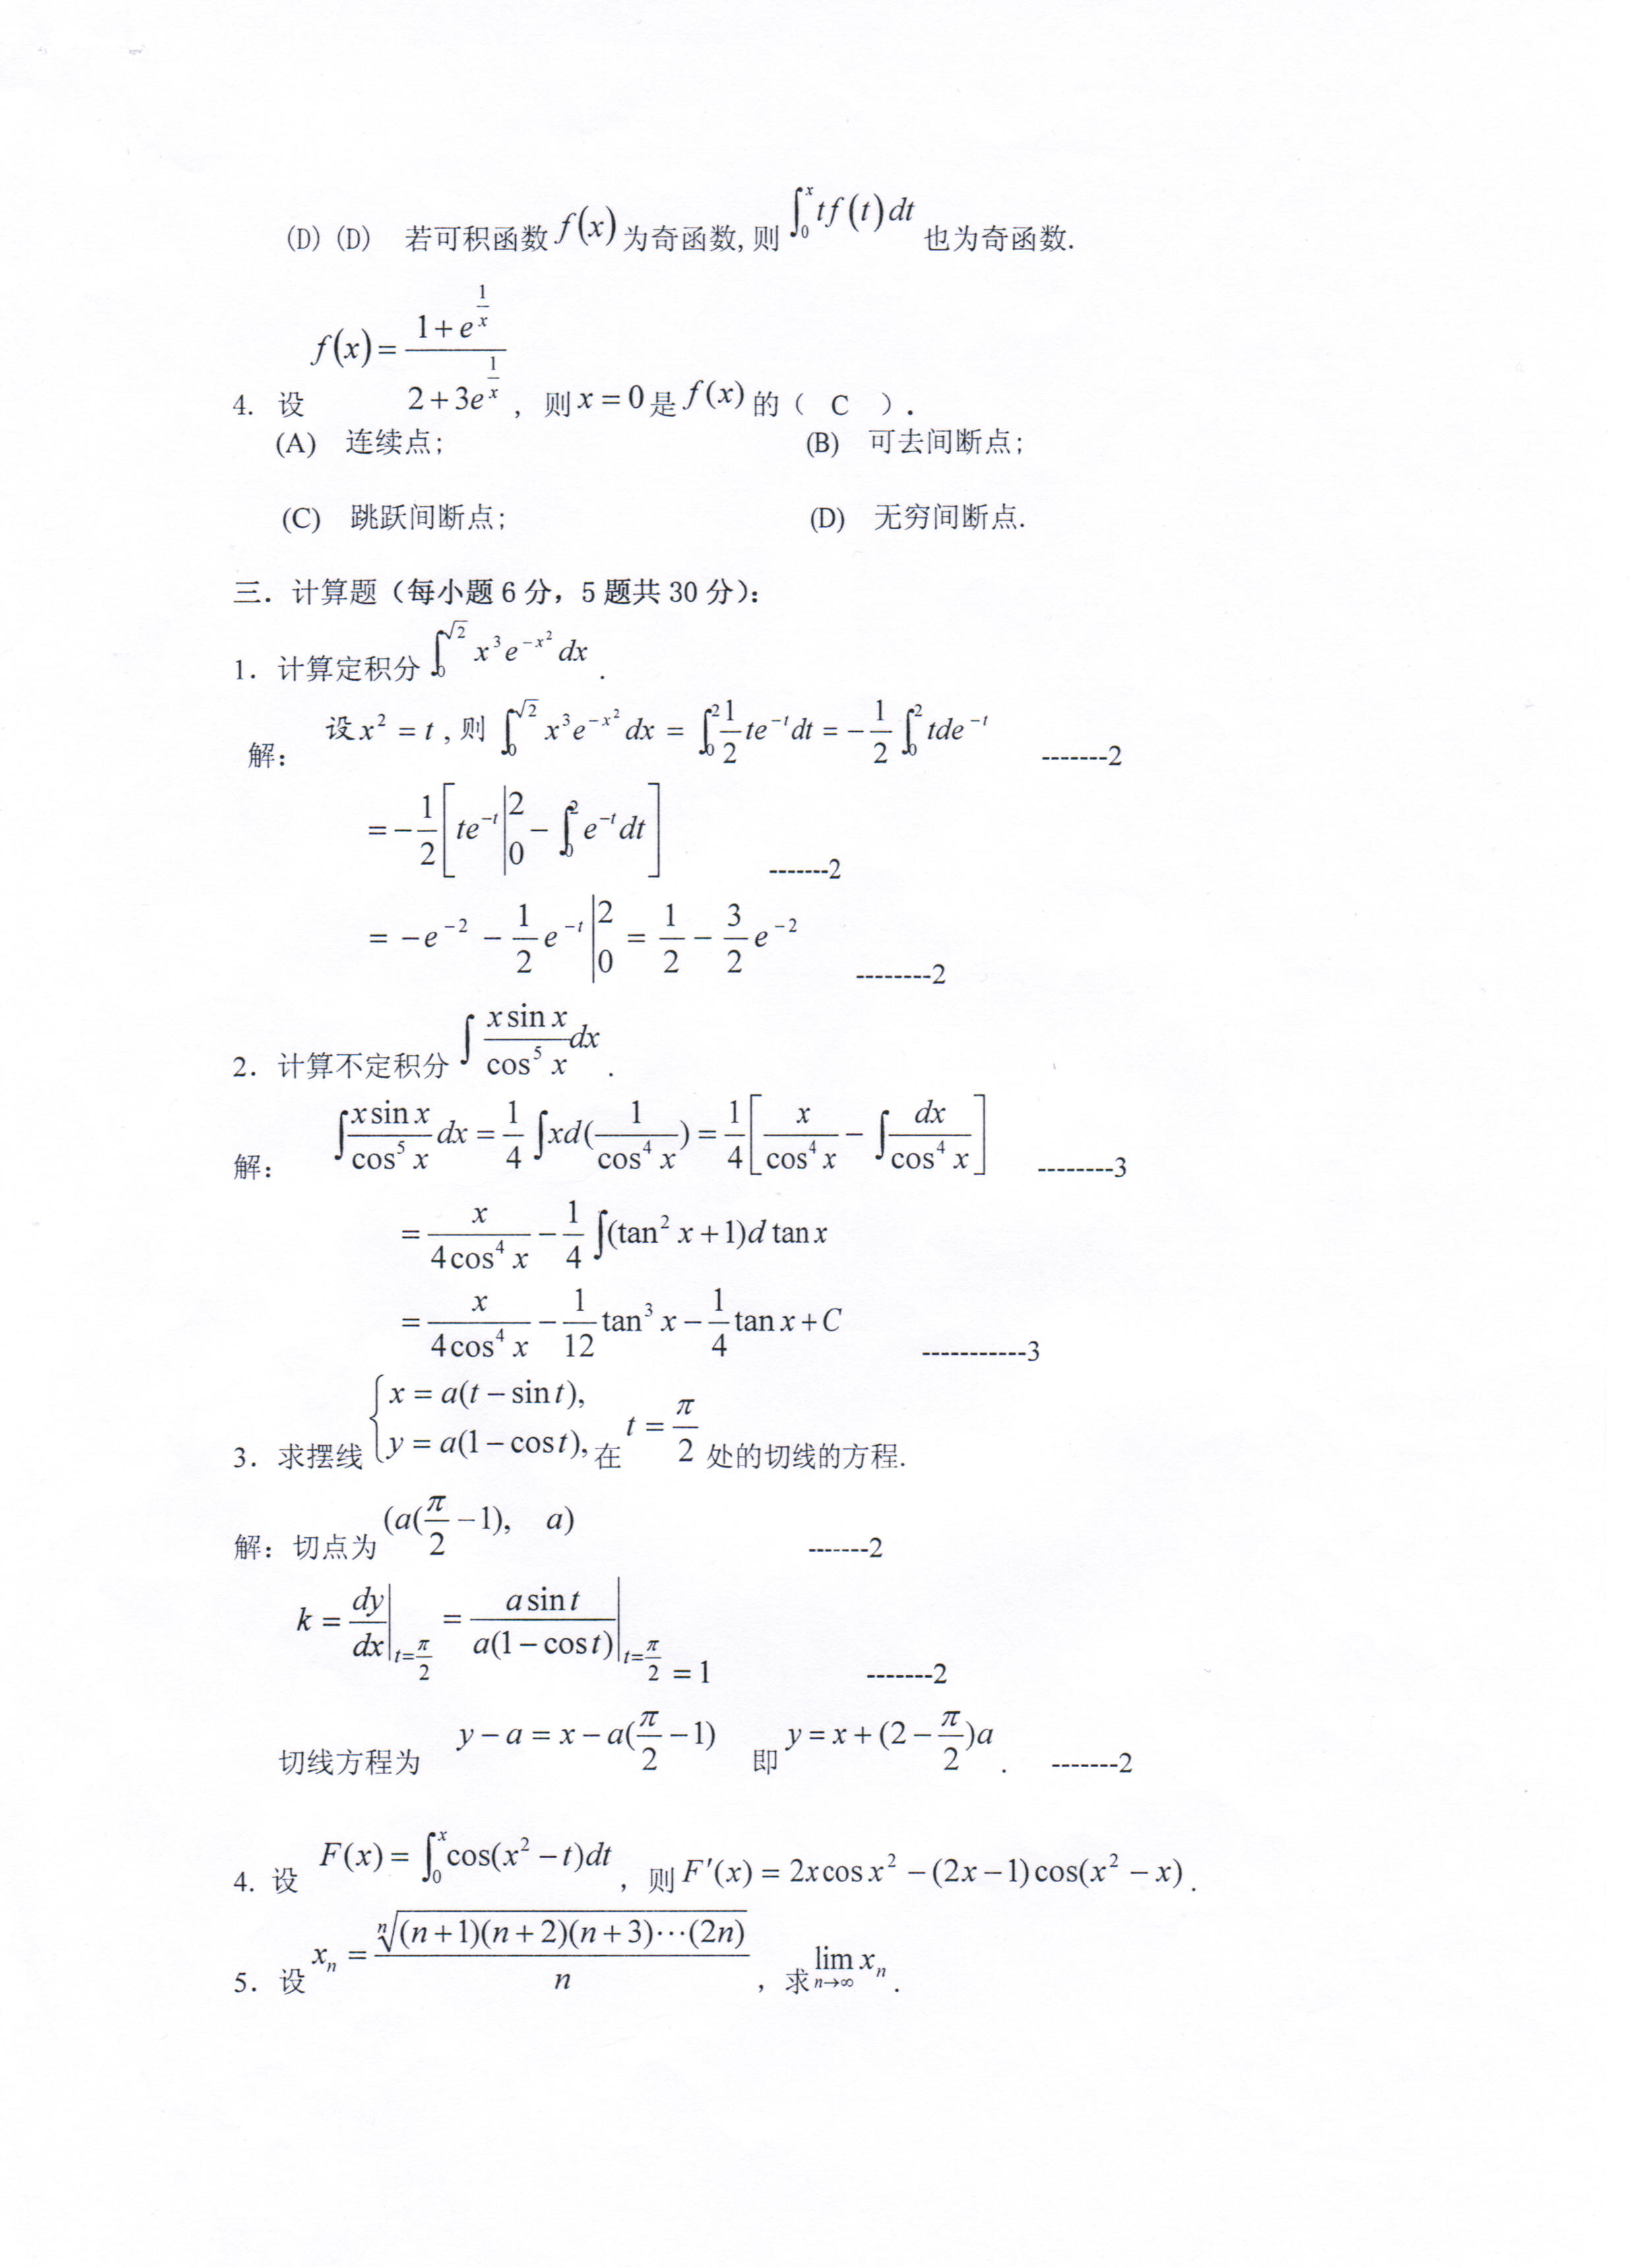 (D) (D) 若可积函数 $f(x)$ 为奇函数, 则 $\int_0^x tf(t)dt$ 也为奇函数.
4. 设 $f(x)=\frac{1+e^{\frac{1}{x}}}{2+3e^{\frac{1}{x}}}$ , 则 $x=0$ 是 $f(x)$ 的( C ).
(A) 连续点; (B) 可去间断点;
(C) 跳跃间断点; (D) 无穷间断点.
三. 计算题(每小题 6 分, 5 题共 30 分):
1. 计算定积分 $\int_0^{\sqrt{2}} x^3e^{-x^2}dx$ .
解: 设 $x^2=t$ , 则 $\int_0^{\sqrt{2}} x^3e^{-x^2}dx=\int_0^2\frac{1}{2}te^{-t}dt=-\frac{1}{2}\int_0^2 tde^{-t}$ -------2
$=-\frac{1}{2}\left[te^{-t}\Big|_0^2-\int_0^2 e^{-t}dt\right]$ -------2
$=-e^{-2}-\frac{1}{2}e^{-t}\Big|_0^2=\frac{1}{2}-\frac{3}{2}e^{-2}$ --------2
2. 计算不定积分 $\int\frac{x\sin x}{\cos^5 x}dx$ .
解: $\int\frac{x\sin x}{\cos^5 x}dx=\frac{1}{4}\int xd(\frac{1}{\cos^4 x})=\frac{1}{4}\left[\frac{x}{\cos^4 x}-\int\frac{dx}{\cos^4 x}\right]$ --------3
$=\frac{x}{4\cos^4 x}-\frac{1}{4}\int(\tan^2 x+1)d\tan x$
$=\frac{x}{4\cos^4 x}-\frac{1}{12}\tan^3 x-\frac{1}{4}\tan x+C$ -----------3
3. 求摆线 $\begin{cases}x=a(t-\sin t),\\y=a(1-\cos t),\end{cases}$ 在 $t=\frac{\pi}{2}$ 处的切线的方程.
解: 切点为 $(a(\frac{\pi}{2}-1),\quad a)$ -------2
$k=\frac{dy}{dx}\Big|_{t=\frac{\pi}{2}}=\frac{a\sin t}{a(1-\cos t)}\Big|_{t=\frac{\pi}{2}}=1$ -------2
切线方程为 $y-a=x-a(\frac{\pi}{2}-1)$ 即 $y=x+(2-\frac{\pi}{2})a$ . -------2
4. 设 $F(x)=\int_0^x\cos(x^2-t)dt$ , 则 $F'(x)=2x\cos x^2-(2x-1)\cos(x^2-x)$ .
5. 设 $x_n=\frac{\sqrt[n]{(n+1)(n+2)(n+3)\cdots(2n)}}{n}$ , 求 $\lim_{n\to\infty}x_n$ .